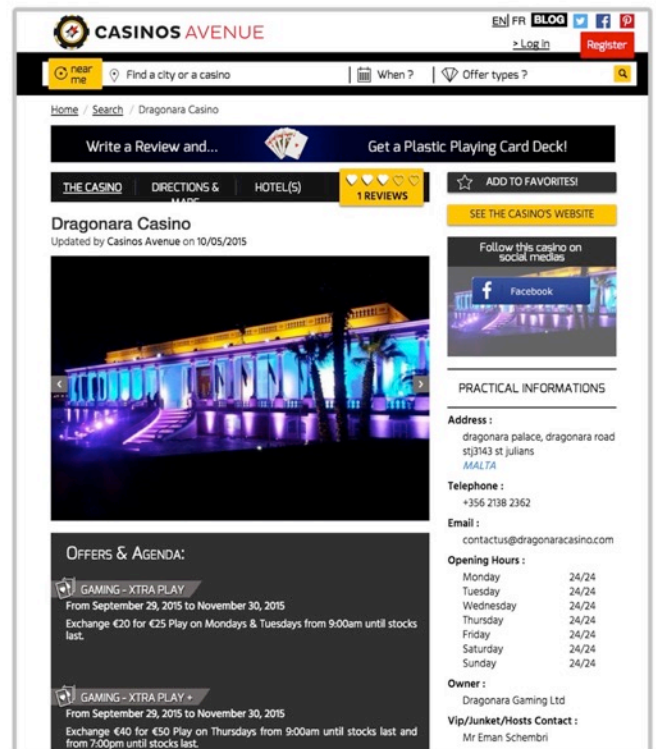 CASINOS AVENUE
EN FR BLOG
> Log in
Register
near me
Find a city or a casino
When ?
Offer types ?
Home / Search / Dragonara Casino
Write a Review and...
Get a Plastic Playing Card Deck!
THE CASINO
DIRECTIONS &
MAPS
HOTEL(S)
1 REVIEWS
Dragonara Casino
Updated by Casinos Avenue on 10/05/2015
OFFERS & AGENDA:
GAMING - XTRA PLAY
From September 29, 2015 to November 30, 2015
Exchange €20 for €25 Play on Mondays & Tuesdays from 9:00am until stocks
last.
GAMING - XTRA PLAY +
From September 29, 2015 to November 30, 2015
Exchange €40 for €50 Play on Thursdays from 9:00am until stocks last and
from 7:00pm until stocks last.
ADD TO FAVORITES!
SEE THE CASINO'S WEBSITE
Follow this casino on
social medias
f Facebook
PRACTICAL INFORMATIONS
Address :
dragonara palace, dragonara road
stj3143 st julians
MALTA
Telephone :
+356 2138 2362
Email :
contactus@dragonaracasino.com
Opening Hours :
Monday 24/24
Tuesday 24/24
Wednesday 24/24
Thursday 24/24
Friday 24/24
Saturday 24/24
Sunday 24/24
Owner :
Dragonara Gaming Ltd
Vip/Junket/Hosts Contact :
Mr Eman Schembri